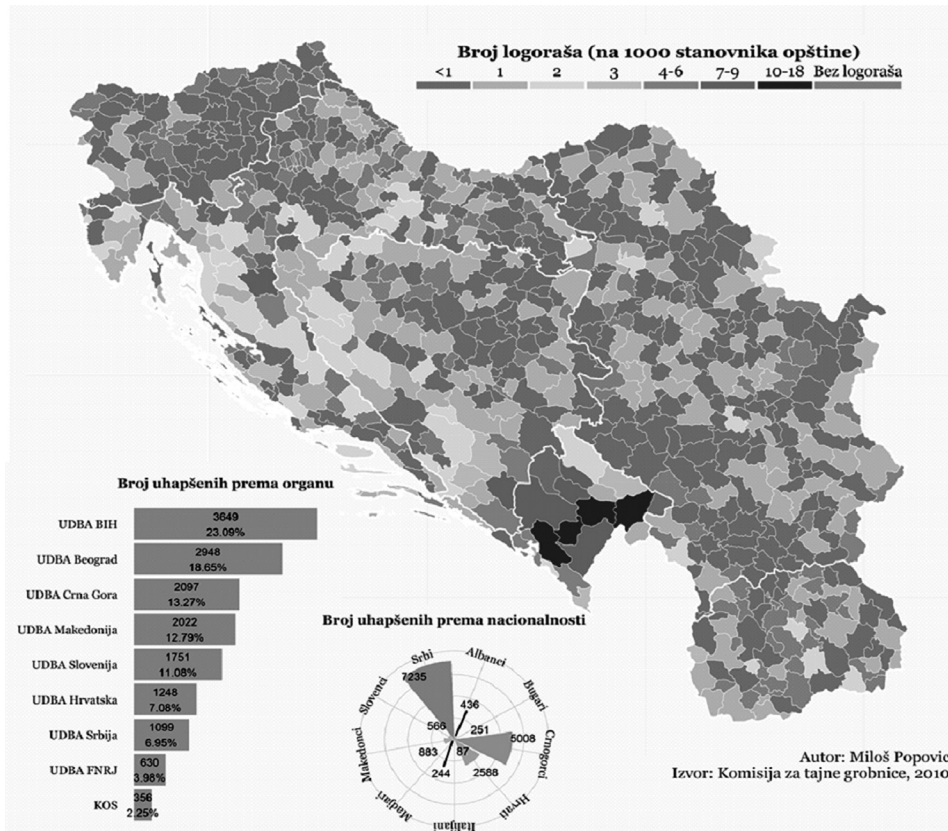 Broj logoraša (na 1000 stanovnika opštine)
<1 1 2 3 4-6 7-9 10-18 Bez logoraša
Broj uhapšenih prema organu
UDBA BIH 3649 23.09%
UDBA Beograd 2948 18.65%
UDBA Crna Gora 2097 13.27%
UDBA Makedonija 2022 12.79%
UDBA Slovenija 1751 11.08%
UDBA Hrvatska 1248 7.08%
UDBA Srbija 1099 6.95%
UDBA FNRJ 630 3.98%
KOS 356 2.25%
Broj uhapšenih prema nacionalnosti
Srbi
Albanci
Bugari
Crnogorci
Hrvati
Italijani
Madjari
Makedonci
Slovenci
7235
436
251
5008
2588
87
244
883
566
Autor: Miloš Popovic
Izvor: Komisija za tajne grobnice, 2010